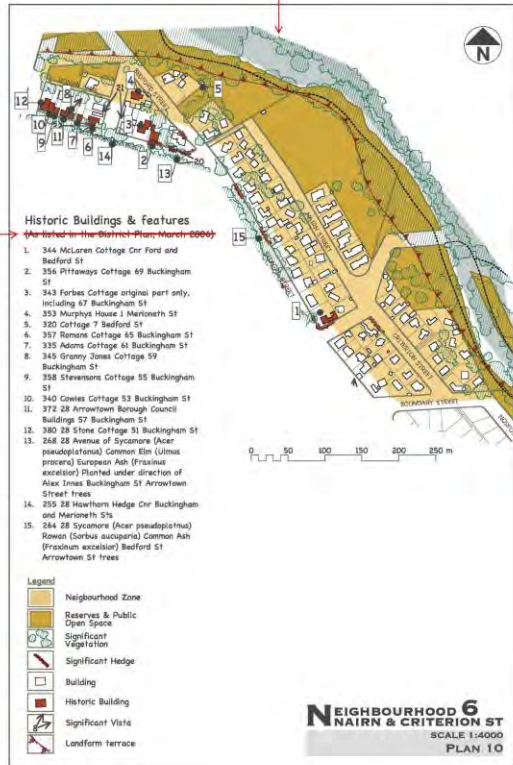 N
Historic Buildings & features
(As listed in the District Plan, March 2006)
1. 344 McLaren Cottage Cnr Ford and
Bedford St
2. 356 Pittaways Cottage 69 Buckingham
St
3. 343 Forbes Cottage original part only,
including 67 Buckingham St
4. 353 Murphys House 1 Merioneth St
5. 320 Cottage 7 Bedford St
6. 357 Romans Cottage 65 Buckingham St
7. 335 Adams Cottage 61 Buckingham St
8. 345 Granny Jones Cottage 59
Buckingham St
9. 358 Stevensons Cottage 55 Buckingham
St
10. 340 Cowies Cottage 53 Buckingham St
11. 372 28 Arrowtown Borough Council
Buildings 57 Buckingham St
12. 380 28 Stone Cottage 51 Buckingham St
13. 268 28 Avenue of Sycamore (Acer
pseudoplatanus) Common Elm (Ulmus
procera) European Ash (Fraxinus
excelsior) Planted under direction of
Alex Innes Buckingham St Arrowtown
Street trees
14. 255 28 Hawthorn Hedge Cnr Buckingham
and Merioneth Sts
15. 264 28 Sycamore (Acer pseudoplatnus)
Rowan (Sorbus aucuparia) Common Ash
(Fraxinum excelsior) Bedford St
Arrowtown St trees
12
10
9
11
8
7
6
14
3
4
21
2
13
20
5
15
1
NAIRN STREET
CRITERION STREET
BOUNDARY STREET
0 50 100 150 200 250 m
Legend
Neigbourhood Zone
Reserves & Public
Open Space
Significant
Vegetation
Significant Hedge
Building
Historic Building
Significant Vista
Landform terrace
NEIGHBOURHOOD 6
NAIRN & CRITERION ST
SCALE 1:4000
PLAN 10